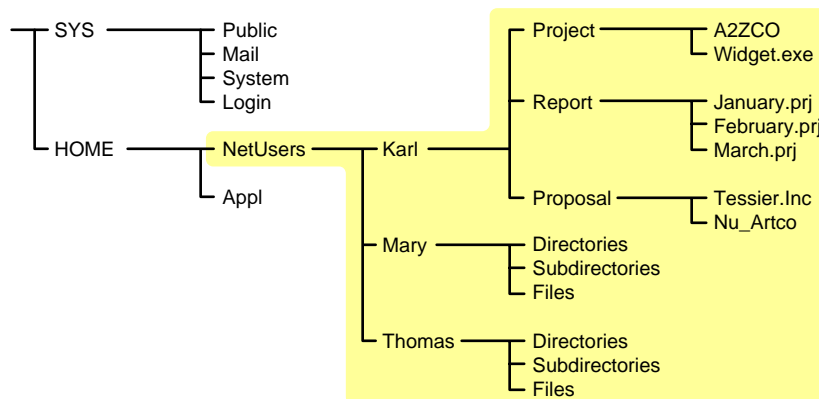 SYS Public Project A2ZCO
Mail Widget.exe
System
Login Report January.prj
February.prj
HOME NetUsers Karl March.prj
Appl Proposal Tessier.Inc
Nu_Artco
Mary Directories
Subdirectories
Files
Thomas Directories
Subdirectories
Files